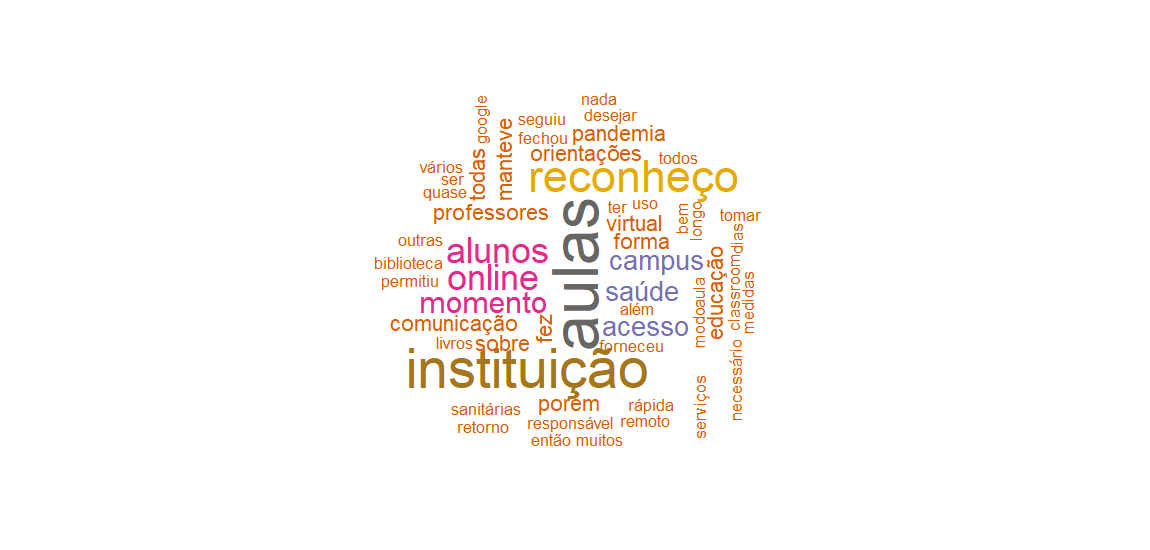 nada
google
seguiu
desejar
fechou
pandemia
manteve
orientações
todos
todas
vários
ser
quase
reconheço
professores
ter
uso
bem
longo
tomar
virtual
dias
outras
alunos
aulas
forma
biblioteca
online
campus
educação
classroom
permitiu
momento
saúde
medidas
além
modoaula
comunicação
fez
acesso
livros
sobre
forneceu
instituição
necessário
serviços
sanitárias
porém
rápida
retorno
responsável
remoto
então
muitos